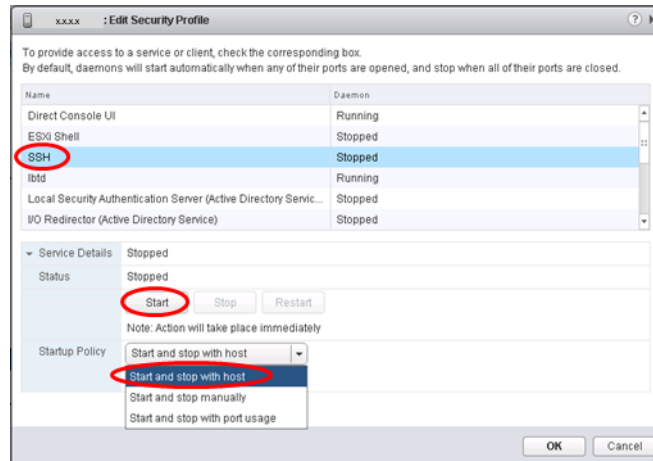 x.x.x.x : Edit Security Profile
?
To provide access to a service or client, check the corresponding box.
By default, daemons will start automatically when any of their ports are opened, and stop when all of their ports are closed.
Name Daemon
Direct Console UI Running
ESXi Shell Stopped
SSH Stopped
lbtd Running
Local Security Authentication Server (Active Directory Servic... Stopped
I/O Redirector (Active Directory Service) Stopped
Service Details Stopped
Status Stopped
Start Stop Restart
Note: Action will take place immediately
Startup Policy Start and stop with host
Start and stop with host
Start and stop manually
Start and stop with port usage
OK Cancel